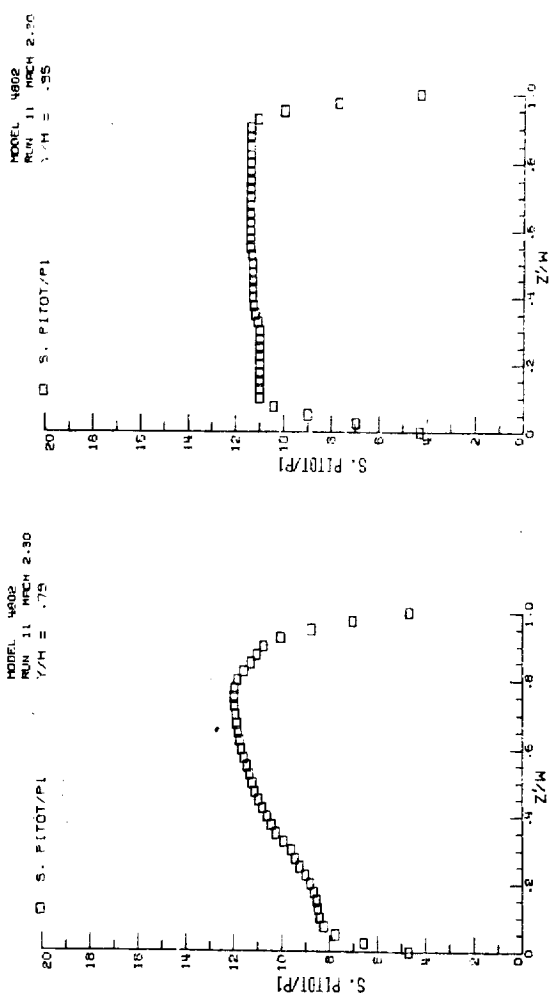 MODEL 4802
RUN 11 MACH 2.30
Y/H = .79
□ S. PITOT/P1
S. PITOT/P1
20
18
16
14
12
10
8
6
4
2
0
0
.2
.4
.6
.8
1.0
M/Z
MODEL 4802
RUN 11 MACH 2.30
Y/H = .95
□ S. PITOT/P1
S. PITOT/P1
20
18
16
14
12
10
8
6
4
2
0
0
.2
.4
.6
.8
1.0
M/Z